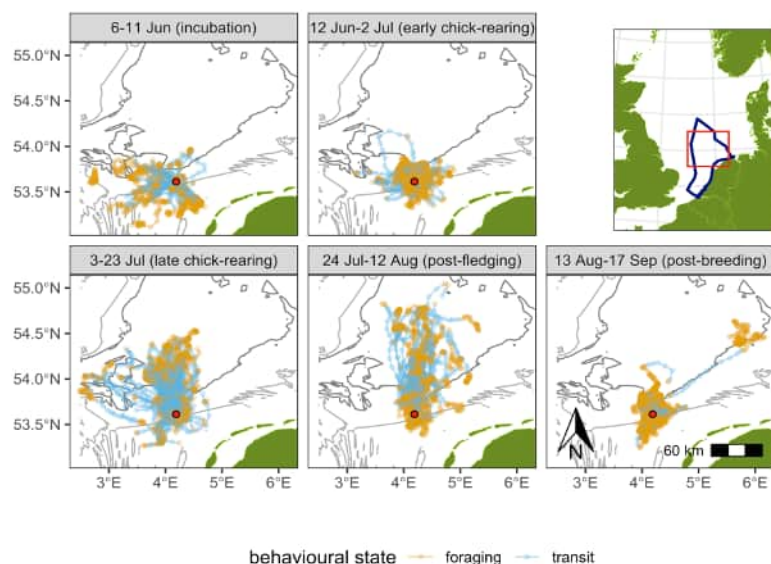 6-11 Jun (incubation)
12 Jun-2 Jul (early chick-rearing)
55.0°N
54.5°N
54.0°N
53.5°N
3-23 Jul (late chick-rearing)
24 Jul-12 Aug (post-fledging)
13 Aug-17 Sep (post-breeding)
55.0°N
54.5°N
54.0°N
53.5°N
N
60 km
3°E 4°E 5°E 6°E 3°E 4°E 5°E 6°E 3°E 4°E 5°E 6°E
behavioural state foraging transit